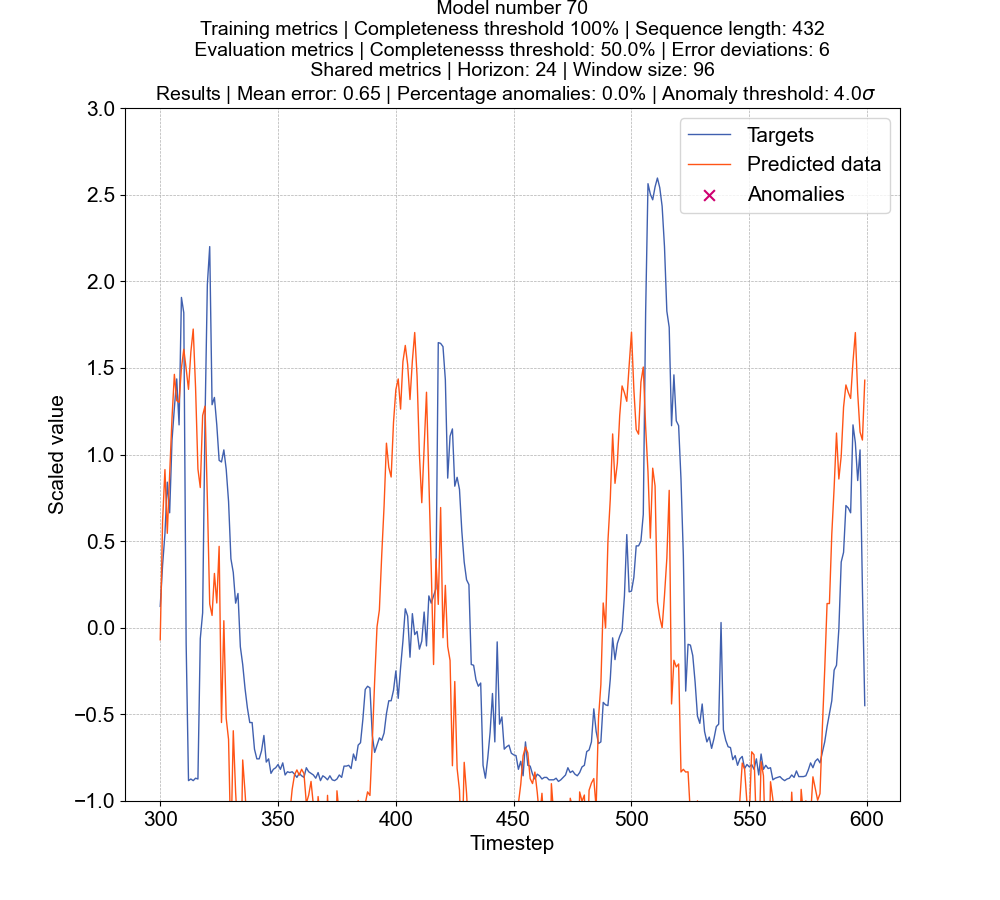 Model number 70
Training metrics | Completeness threshold 100% | Sequence length: 432
Evaluation metrics | Completenesss threshold: 50.0% | Error deviations: 6
Shared metrics | Horizon: 24 | Window size: 96
Results | Mean error: 0.65 | Percentage anomalies: 0.0% | Anomaly threshold: 4.0σ
3.0
2.5
2.0
1.5
1.0
0.5
0.0
−0.5
−1.0
Scaled value
Targets
Predicted data
Anomalies
300 350 400 450 500 550 600
Timestep